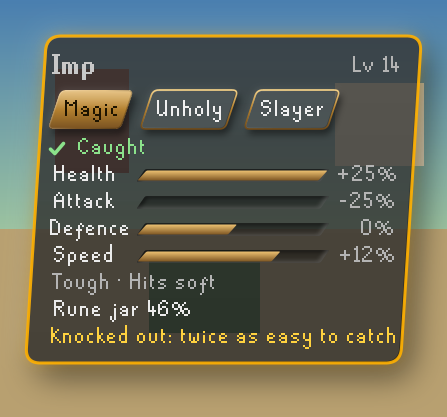 Imp Lv 14
Magic Unholy Slayer
Caught
Health +25%
Attack -25%
Defence 0%
Speed +12%
Tough · Hits soft
Rune jar 46%
Knocked out: twice as easy to catch